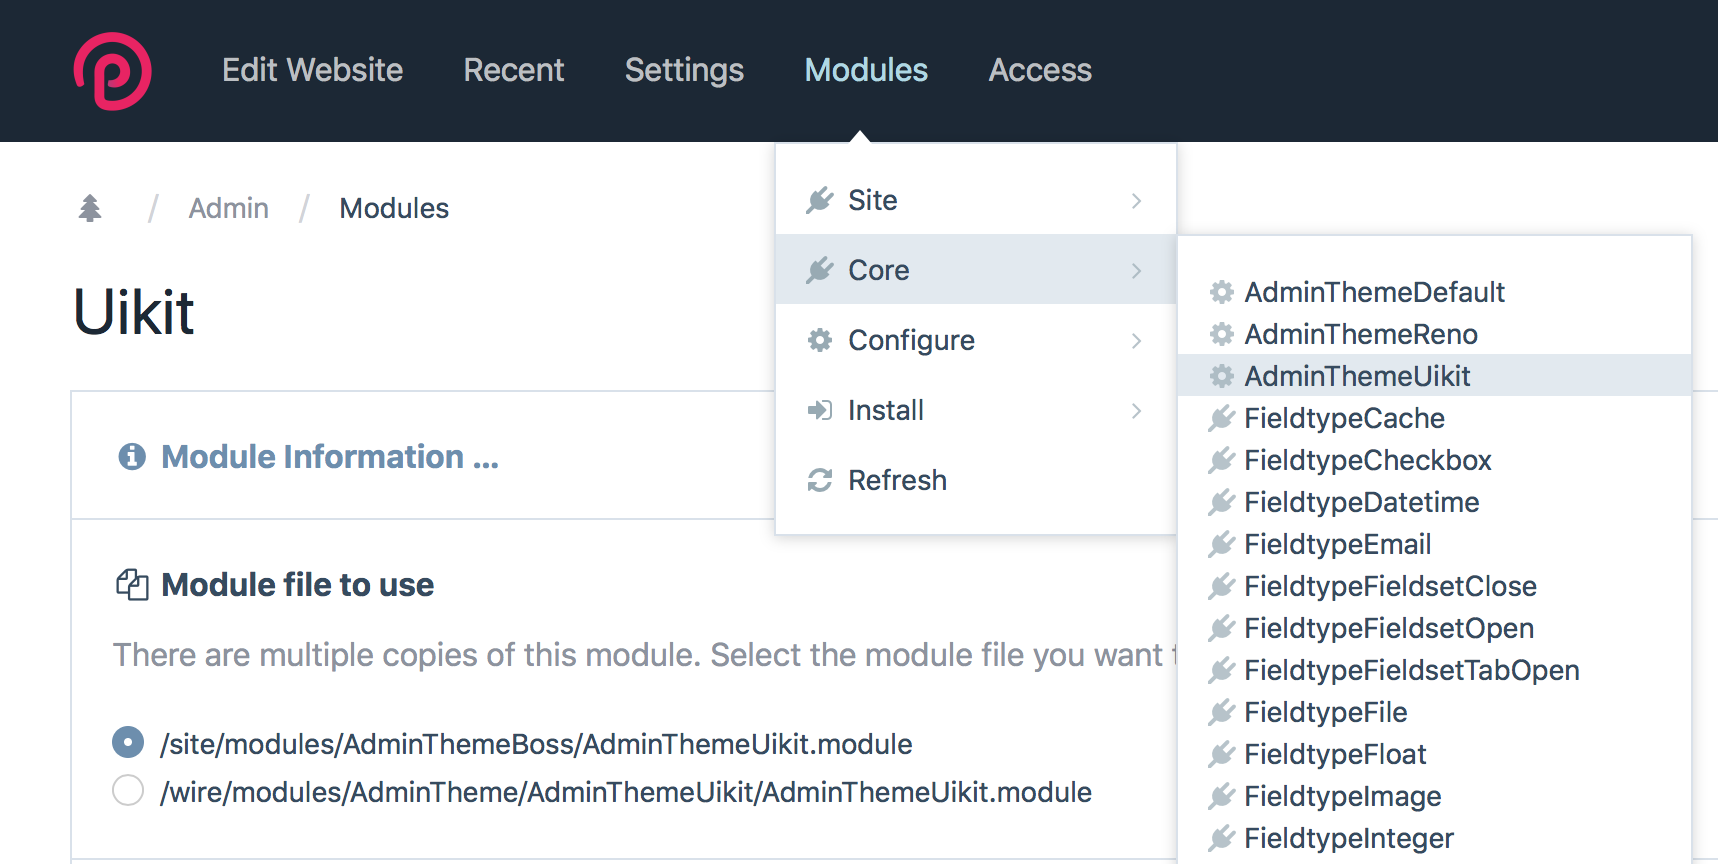 Edit Website
Recent
Settings
Modules
Access
/ Admin / Modules
Uikit
Module Information ...
Module file to use
There are multiple copies of this module. Select the module file you want
/site/modules/AdminThemeBoss/AdminThemeUikit.module
/wire/modules/AdminTheme/AdminThemeUikit/AdminThemeUikit.module
Site
Core
Configure
Install
Refresh
AdminThemeDefault
AdminThemeReno
AdminThemeUikit
FieldtypeCache
FieldtypeCheckbox
FieldtypeDatetime
FieldtypeEmail
FieldtypeFieldsetClose
FieldtypeFieldsetOpen
FieldtypeFieldsetTabOpen
FieldtypeFile
FieldtypeFloat
FieldtypeImage
FieldtypeInteger